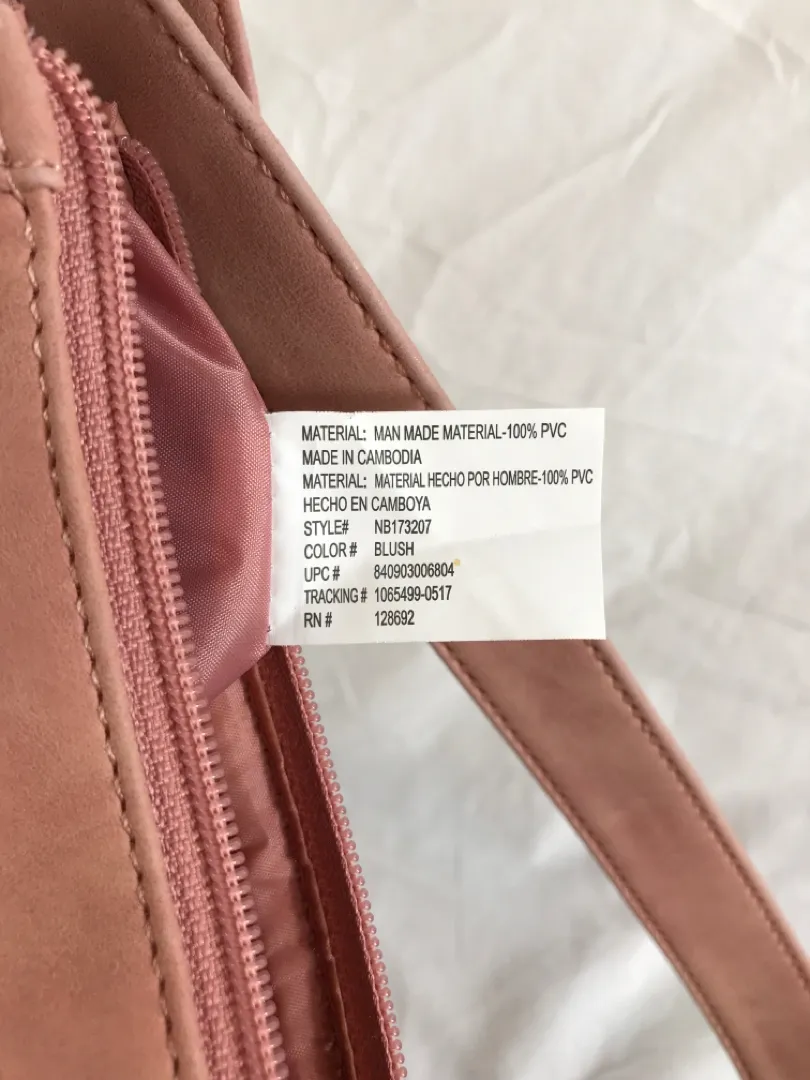 MATERIAL: MAN MADE MATERIAL-100% PVC
MADE IN CAMBODIA
MATERIAL: MATERIAL HECHO POR HOMBRE-100% PVC
HECHO EN CAMBOYA
STYLE# NB173207
COLOR# BLUSH
UPC# 840903006804
TRACKING# 1065499-0517
RN# 128692